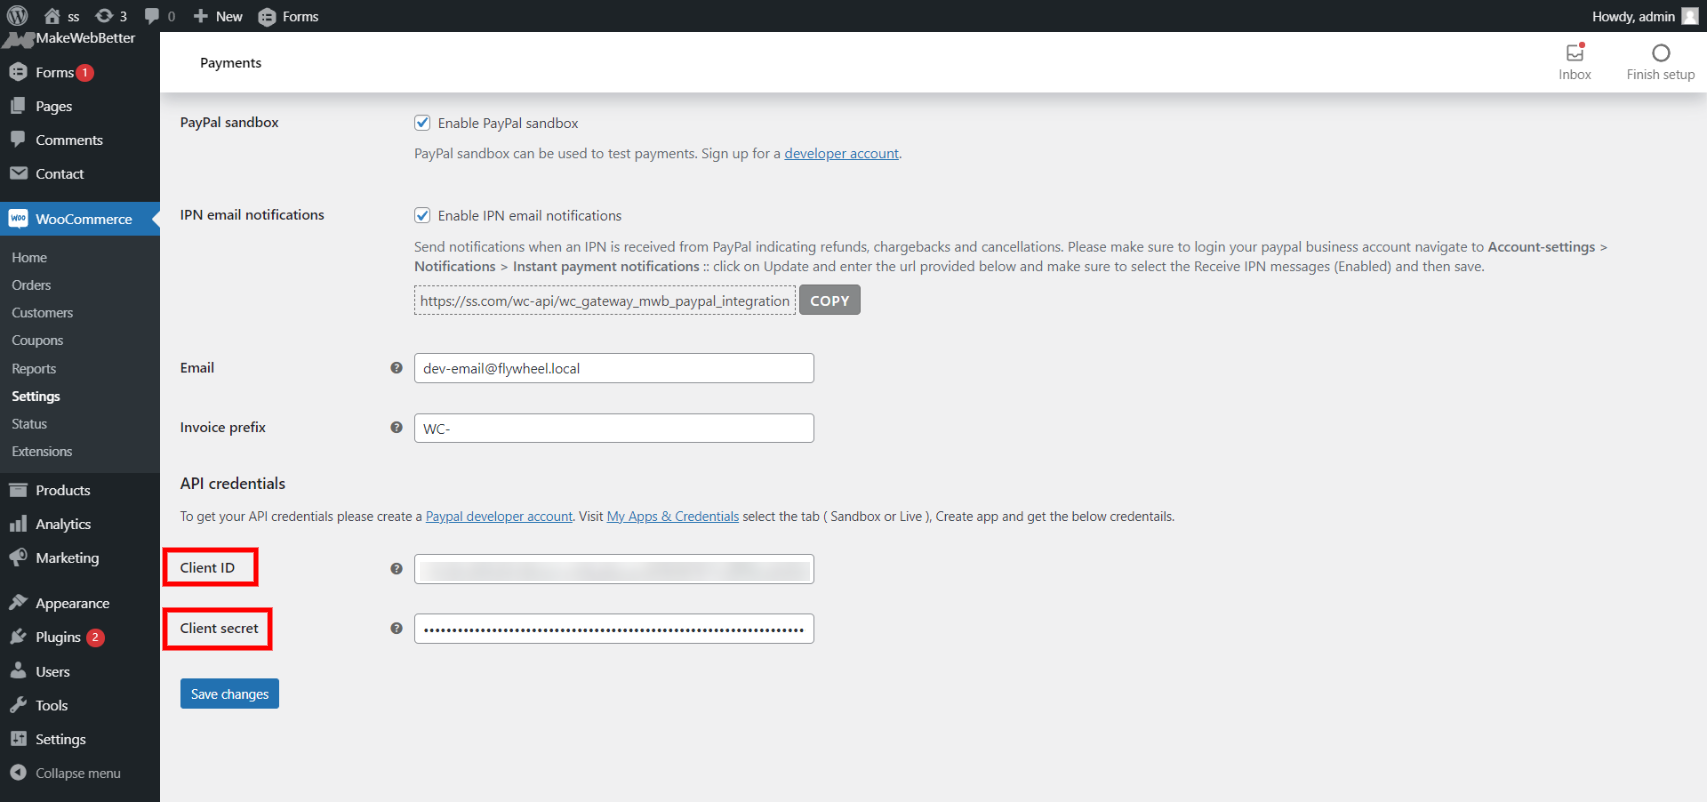 ss 3 0 New Forms Howdy, admin
MakeWebBetter
Forms 1
Pages
Comments
Contact
WooCommerce
Home
Orders
Customers
Coupons
Reports
Settings
Status
Extensions
Products
Analytics
Marketing
Appearance
Plugins 2
Users
Tools
Settings
Collapse menu
Payments
Inbox
Finish setup
PayPal sandbox
Enable PayPal sandbox
PayPal sandbox can be used to test payments. Sign up for a developer account.
IPN email notifications
Enable IPN email notifications
Send notifications when an IPN is received from PayPal indicating refunds, chargebacks and cancellations. Please make sure to login your paypal business account navigate to Account-settings >
Notifications > Instant payment notifications :: click on Update and enter the url provided below and make sure to select the Receive IPN messages (Enabled) and then save.
https://ss.com/wc-api/wc_gateway_mwb_paypal_integration COPY
Email
dev-email@flywheel.local
Invoice prefix
WC-
API credentials
To get your API credentials please create a Paypal developer account. Visit My Apps & Credentials select the tab ( Sandbox or Live ), Create app and get the below credentails.
Client ID
Client secret
Save changes